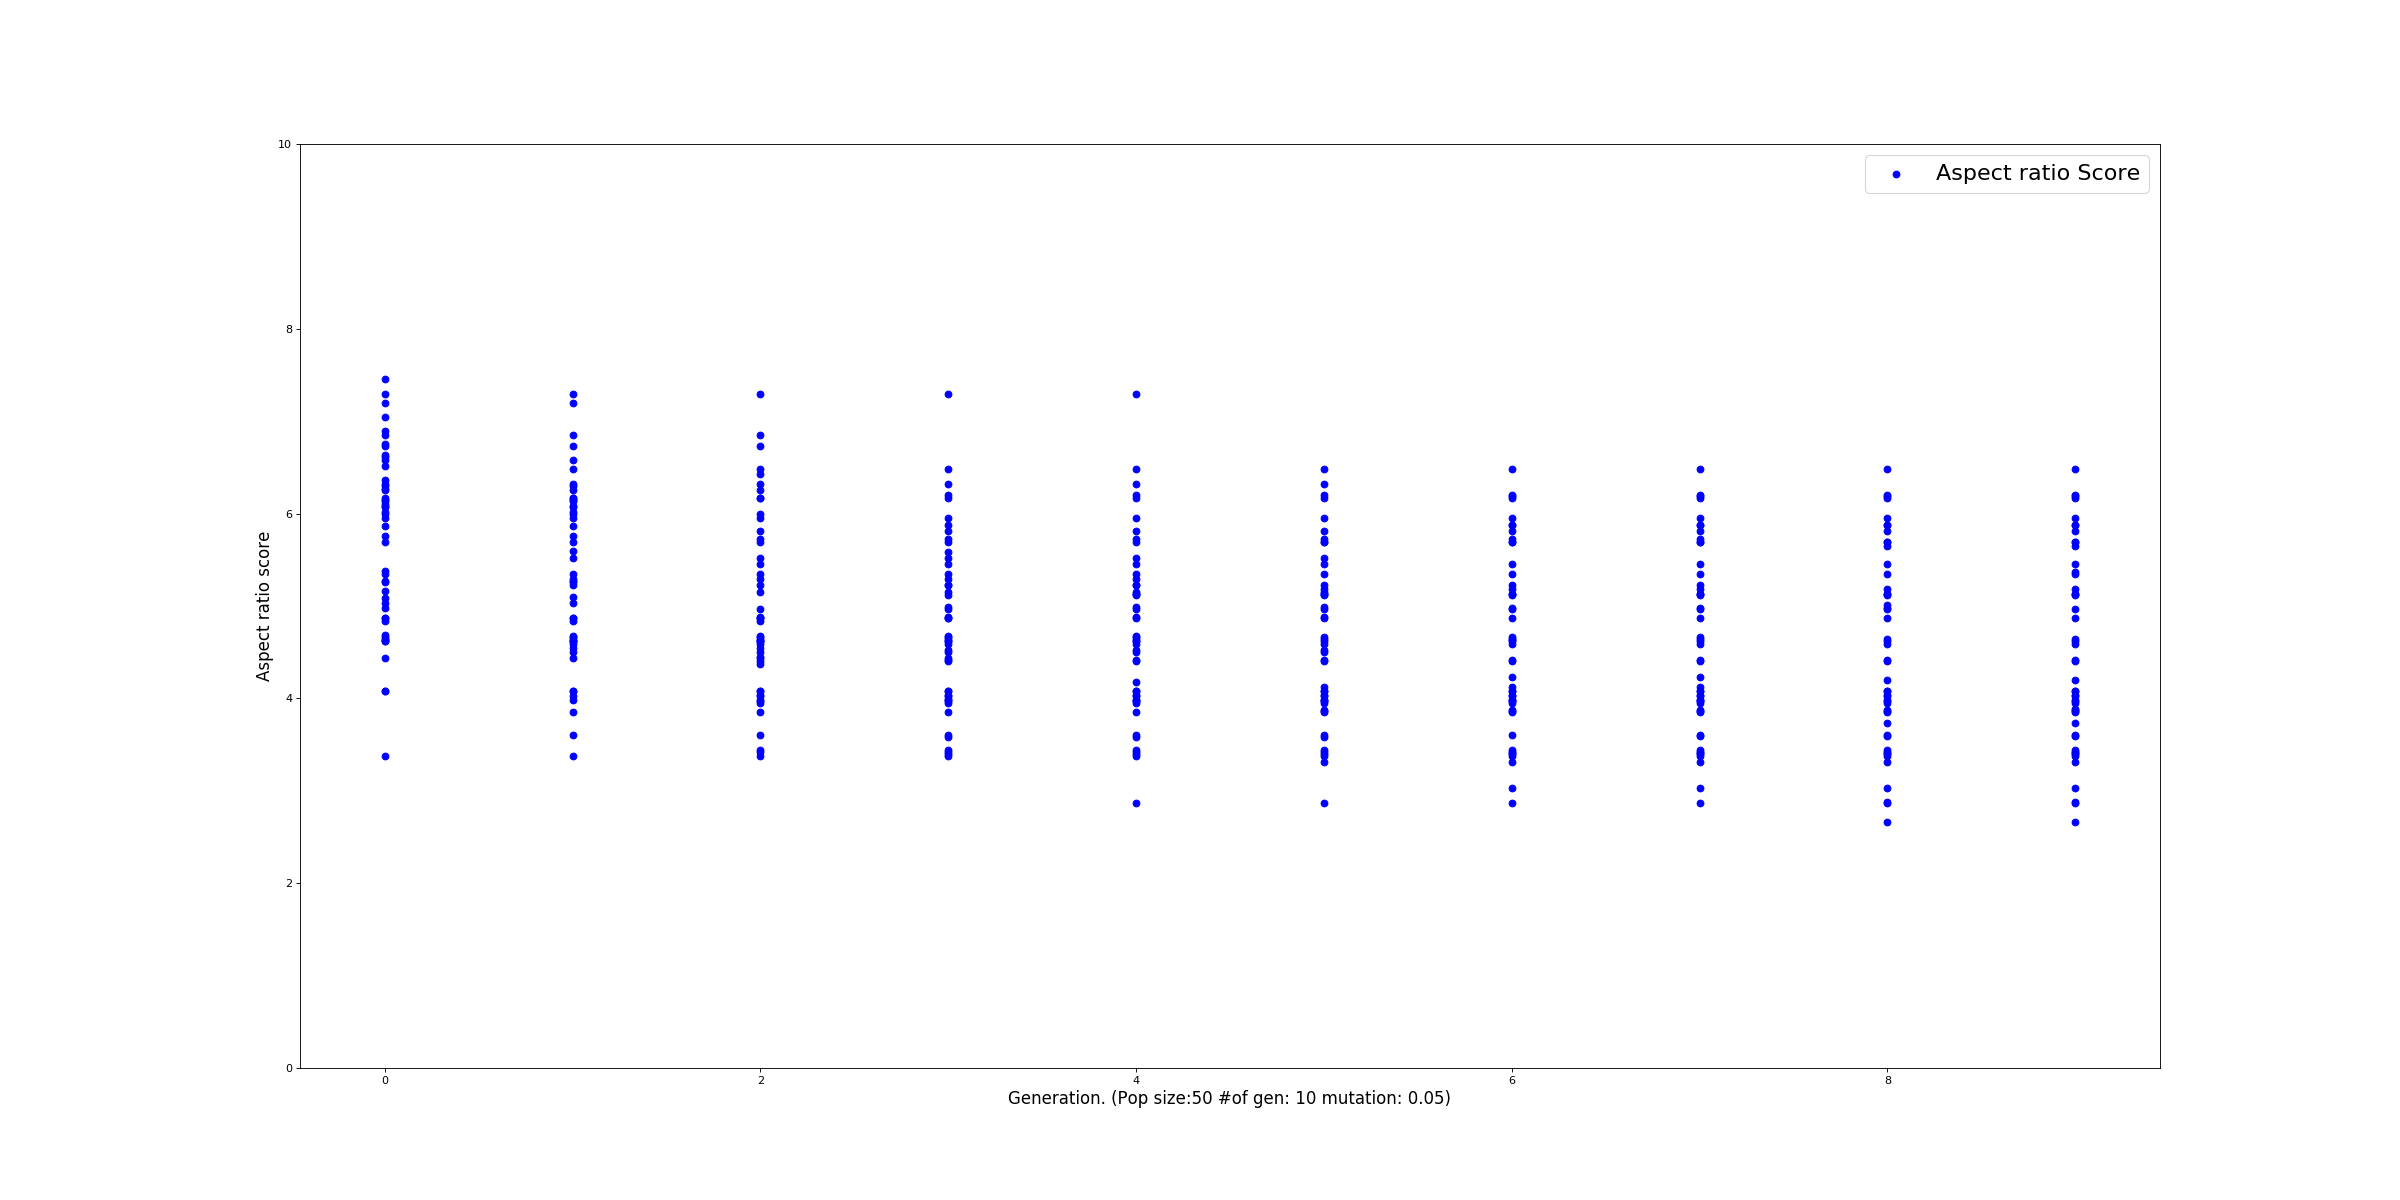 10
8
6
4
2
0
Aspect ratio score
Aspect ratio Score
0 2 4 6 8
Generation. (Pop size:50 #of gen: 10 mutation: 0.05)